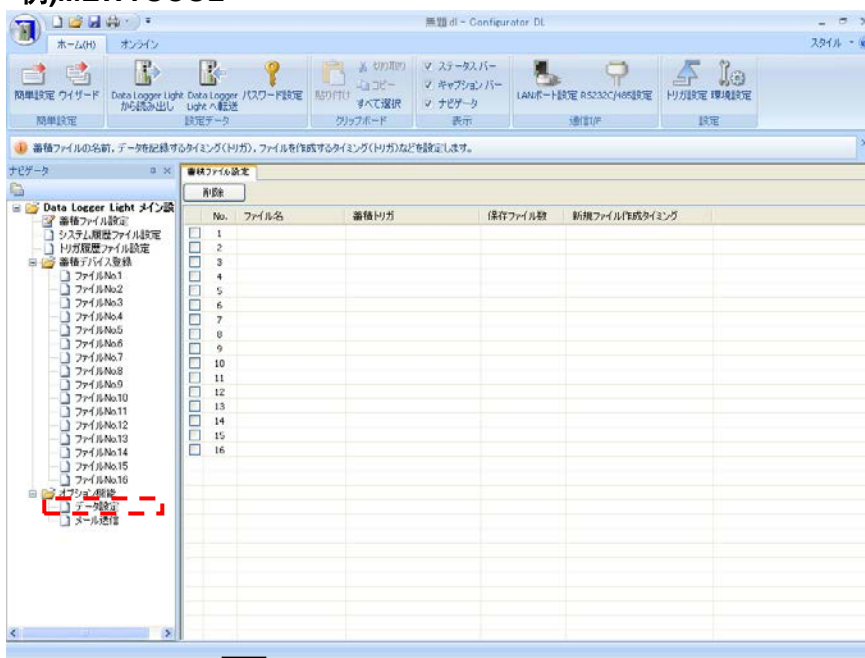 無題.dl - Configurator DL
ホーム(H) オンライン スタイル
簡単設定 ウィザード Data Logger Light から読み出し Data Logger Light へ転送 パスワード設定 貼り付け 切り取り コピー すべて選択 ステータスバー キャプションバー ナビゲータ LANポート設定 RS232C/485設定 トリガ設定 環境設定
簡単設定 設定データ クリップボード 表示 通信I/F 設定
蓄積ファイルの名前、データを記録するタイミング(トリガ)、ファイルを作成するタイミング(トリガ)などを設定します。
ナビゲータ
Data Logger Light メイン設
蓄積ファイル設定
システム履歴ファイル設定
トリガ履歴ファイル設定
蓄積デバイス登録
ファイルNo.1
ファイルNo.2
ファイルNo.3
ファイルNo.4
ファイルNo.5
ファイルNo.6
ファイルNo.7
ファイルNo.8
ファイルNo.9
ファイルNo.10
ファイルNo.11
ファイルNo.12
ファイルNo.13
ファイルNo.14
ファイルNo.15
ファイルNo.16
オプション機能
データ設定
メール送信
蓄積ファイル設定
削除
No. ファイル名 蓄積トリガ 保存ファイル数 新規ファイル作成タイミング
1
2
3
4
5
6
7
8
9
10
11
12
13
14
15
16